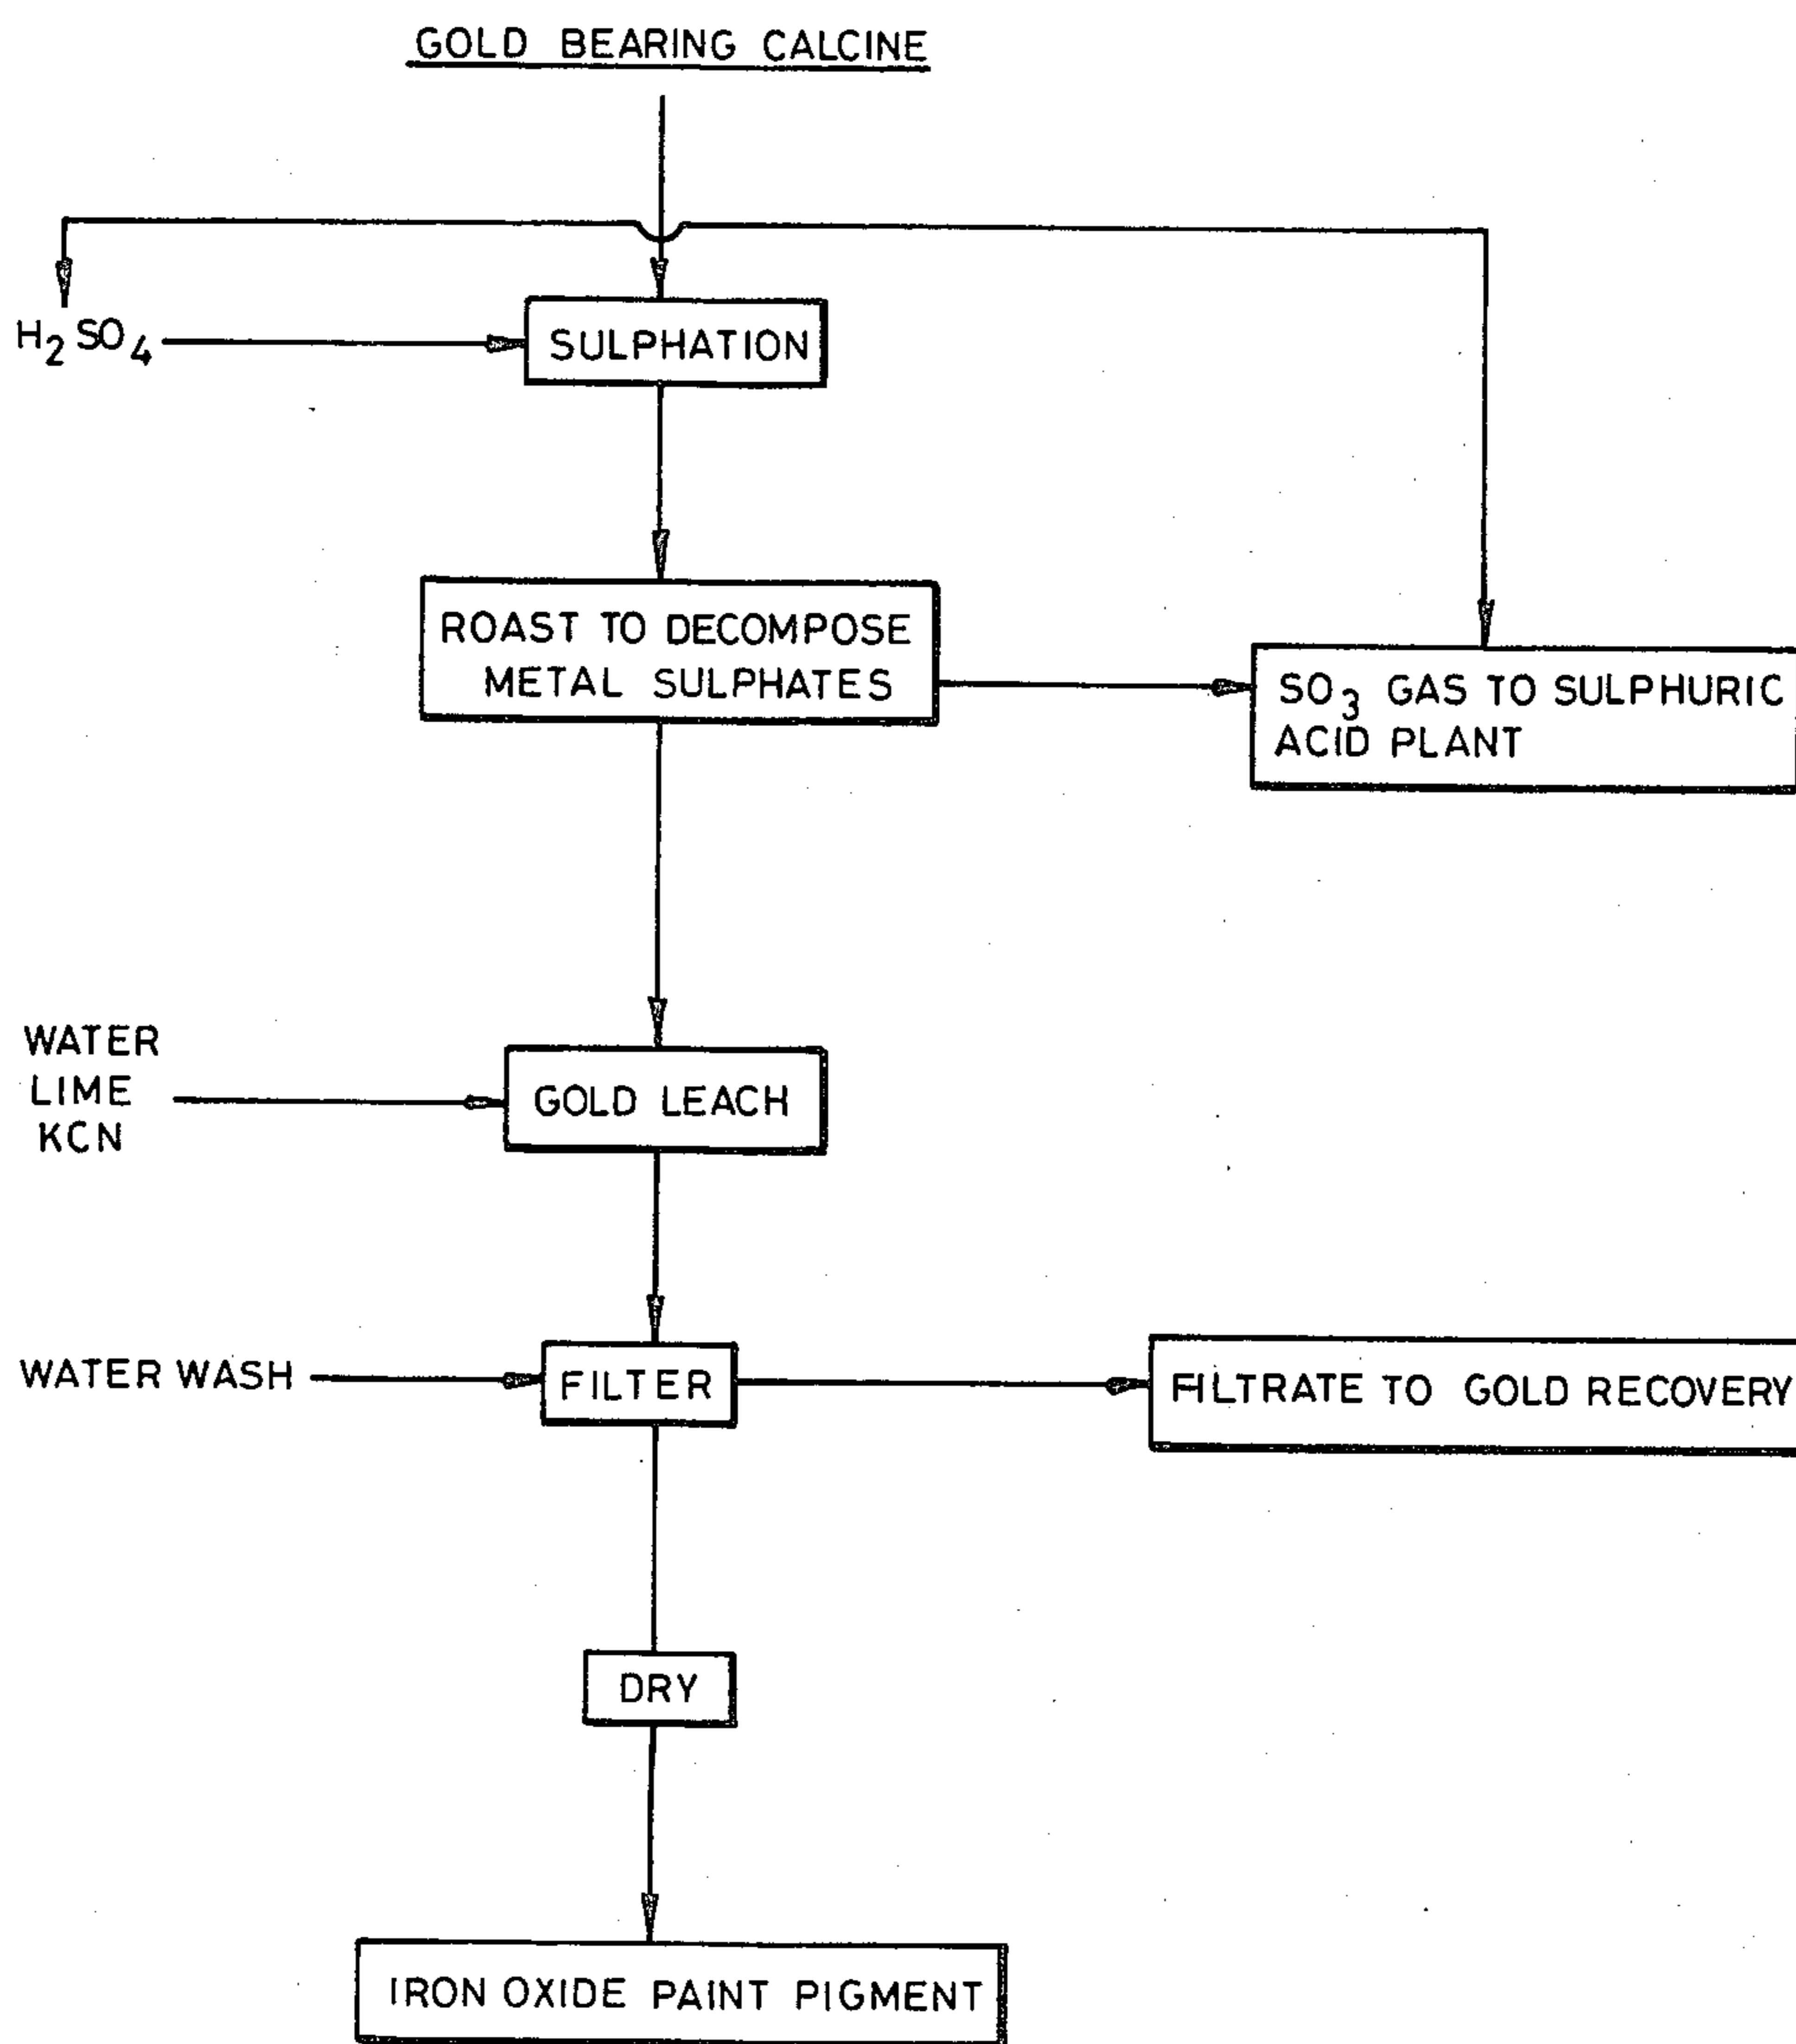 GOLD BEARING CALCINE
H₂SO₄
SULPHATION
ROAST TO DECOMPOSE
METAL SULPHATES
SO₃ GAS TO SULPHURIC
ACID PLANT
WATER
LIME
KCN
GOLD LEACH
WATER WASH
FILTER
FILTRATE TO GOLD RECOVERY
DRY
IRON OXIDE PAINT PIGMENT